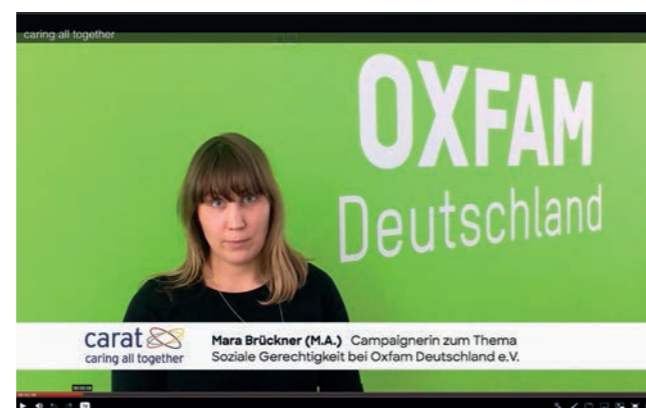 caring all together
OXFAM
Deutschland
carat
caring all together
Mara Brückner (M.A.) Campaignerin zum Thema
Soziale Gerechtigkeit bei Oxfam Deutschland e.V.